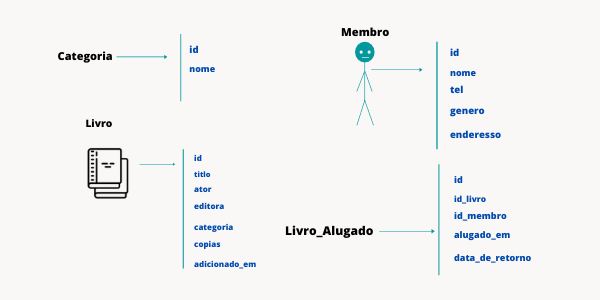 Categoria
id
nome
Membro
id
nome
tel
genero
enderesso
Livro
id
titlo
ator
editora
categoria
copias
adicionado_em
Livro_Alugado
id
id_livro
id_membro
alugado_em
data_de_retorno